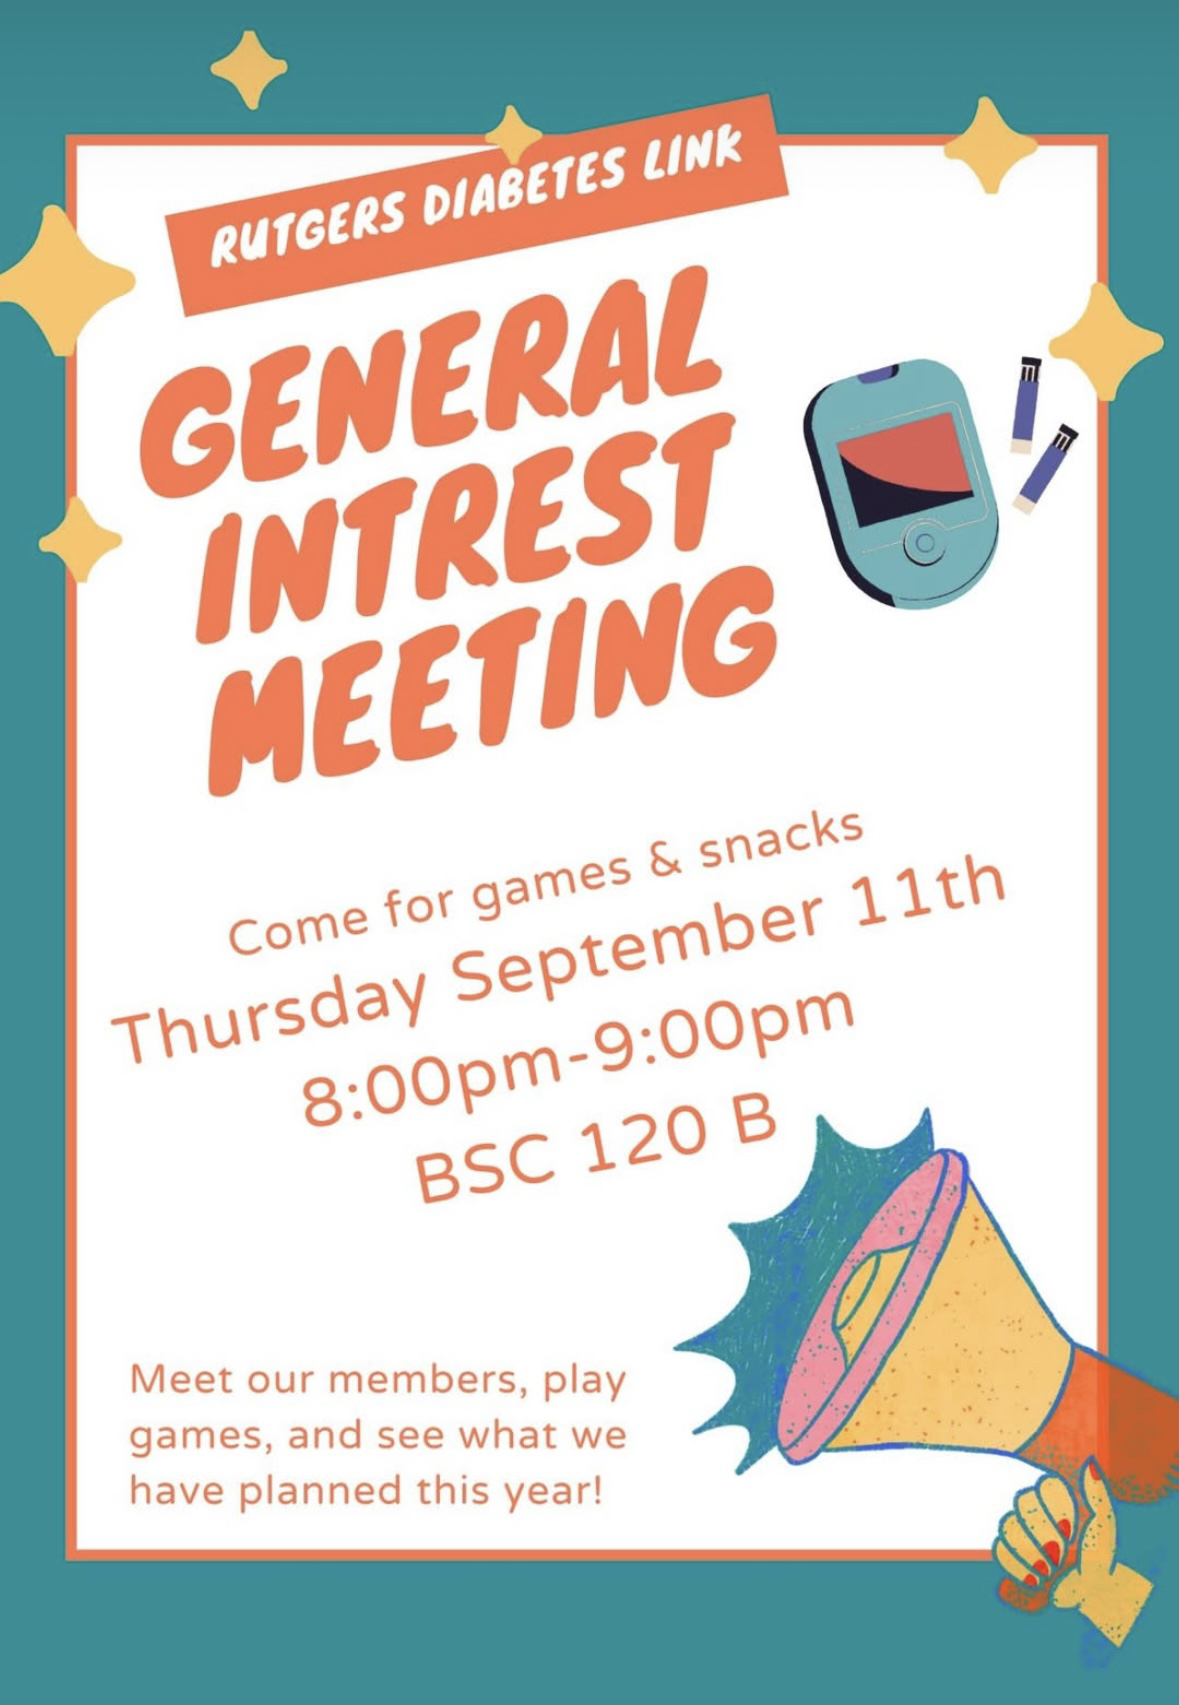 RUTGERS DIABETES LINK
GENERAL
INTREST
MEETING
Come for games & snacks
Thursday September 11th
8:00pm-9:00pm
BSC 120 B
Meet our members, play
games, and see what we
have planned this year!